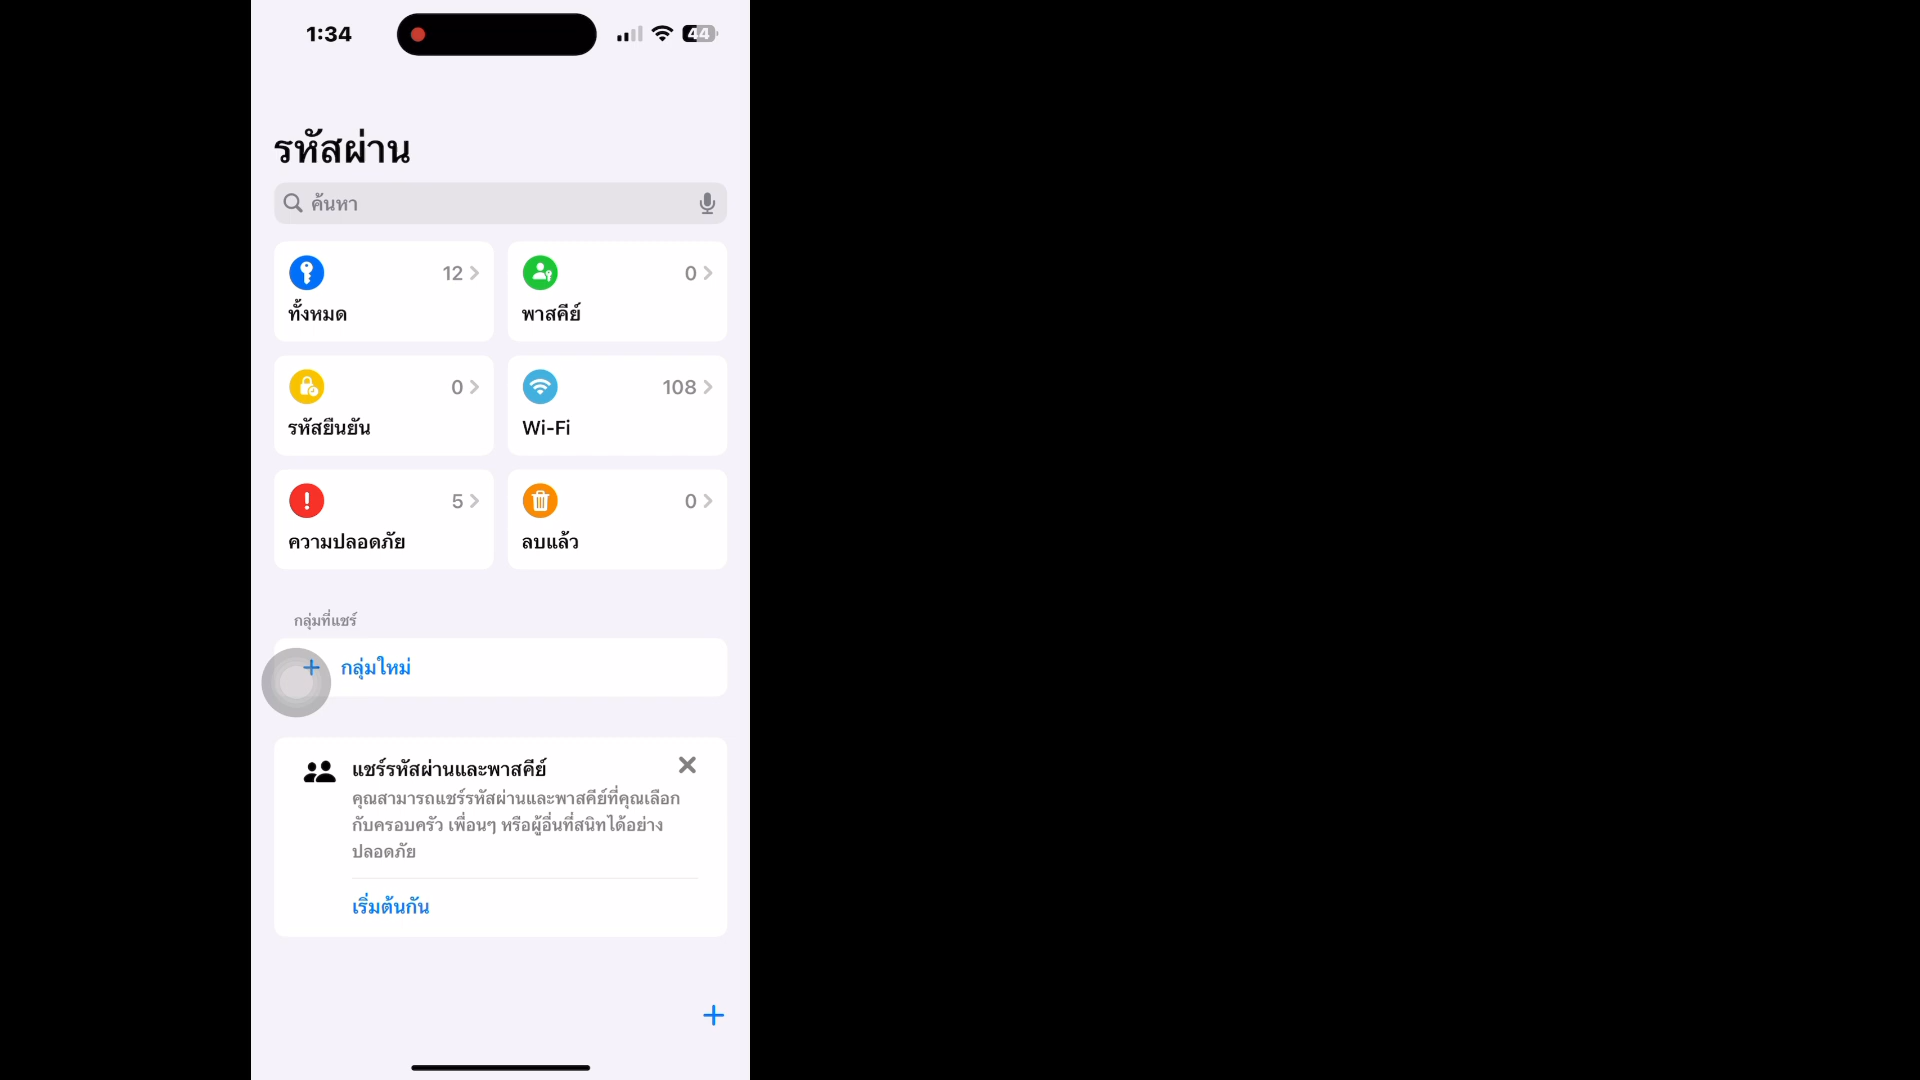 1:34
44
รหัสผ่าน
ค้นหา
12
ทั้งหมด
0
พาสคีย์
0
รหัสยืนยัน
108
Wi-Fi
5
ความปลอดภัย
0
ลบแล้ว
กลุ่มที่แชร์
กลุ่มใหม่
แชร์รหัสผ่านและพาสคีย์
คุณสามารถแชร์รหัสผ่านและพาสคีย์ที่คุณเลือก
กับครอบครัว เพื่อนๆ หรือผู้อื่นที่สนิทได้อย่าง
ปลอดภัย
เริ่มต้นกัน